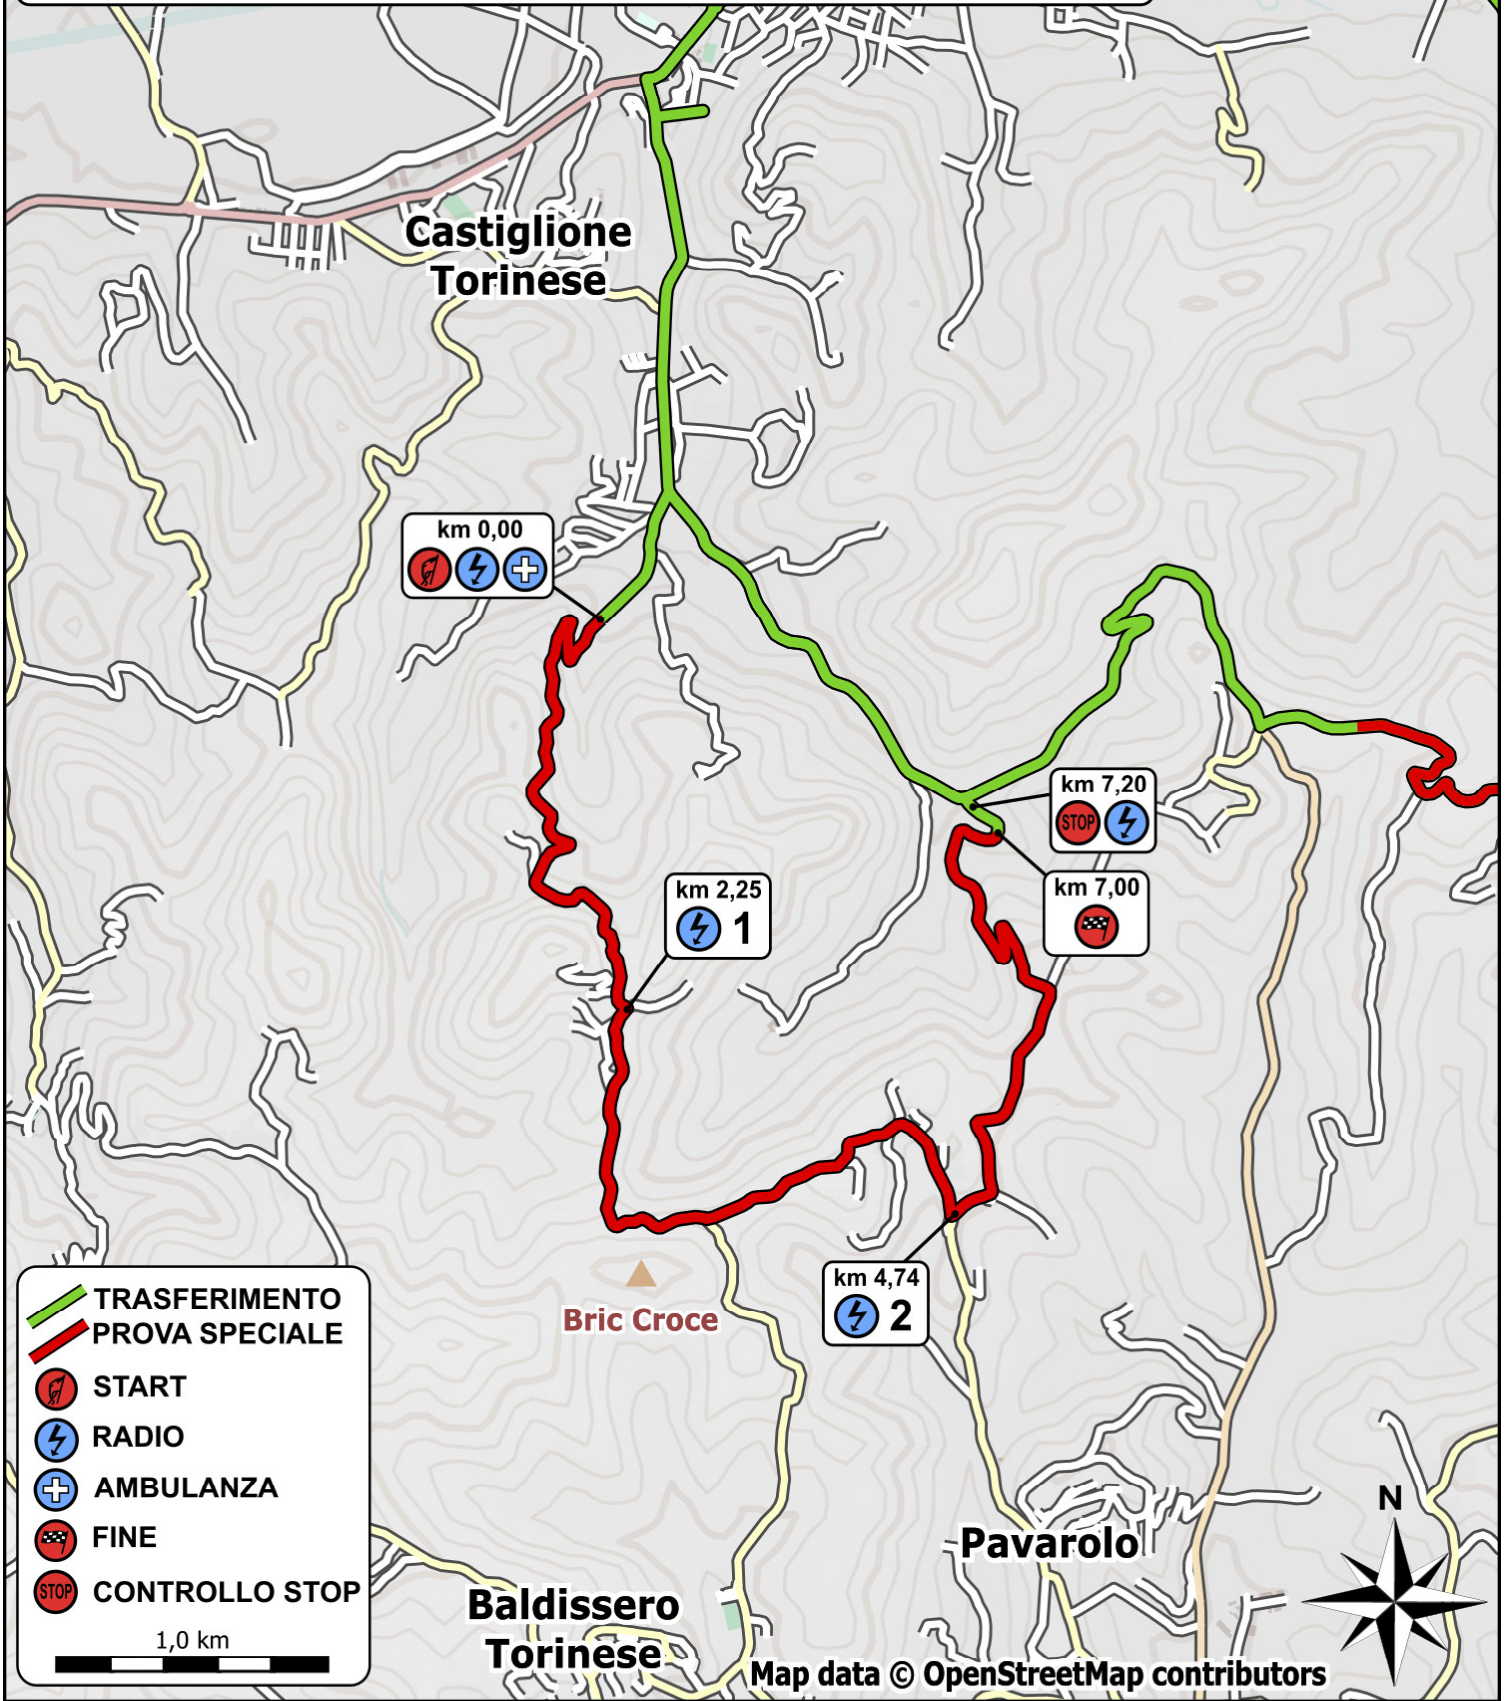 Castiglione
Torinese
km 0,00
km 7,20
STOP
km 7,00
km 2,25
1
km 4,74
2
Bric Croce
TRASFERIMENTO
PROVA SPECIALE
START
RADIO
AMBULANZA
FINE
STOP CONTROLLO STOP
1,0 km
N
Pavarolo
Baldissero
Torinese
Map data © OpenStreetMap contributors